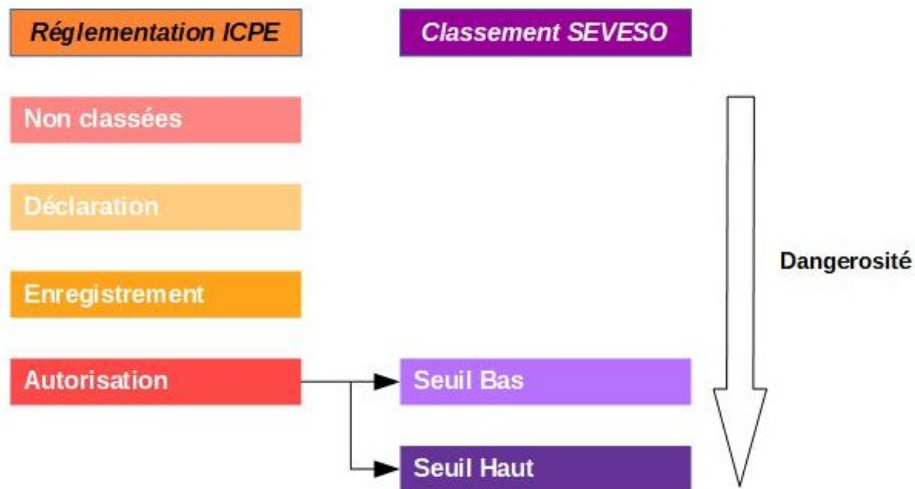 Réglementation ICPE
Classement SEVESO
Non classées
Déclaration
Enregistrement
Autorisation
Seuil Bas
Seuil Haut
Dangerosité